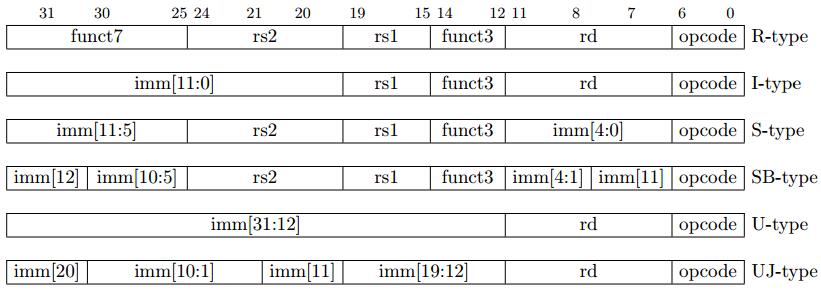 31 30 25 24 21 20 19 15 14 12 11 8 7 6 0
funct7 rs2 rs1 funct3 rd opcode R-type
imm[11:0] rs1 funct3 rd opcode I-type
imm[11:5] rs2 rs1 funct3 imm[4:0] opcode S-type
imm[12] imm[10:5] rs2 rs1 funct3 imm[4:1] imm[11] opcode SB-type
imm[31:12] rd opcode U-type
imm[20] imm[10:1] imm[11] imm[19:12] rd opcode UJ-type